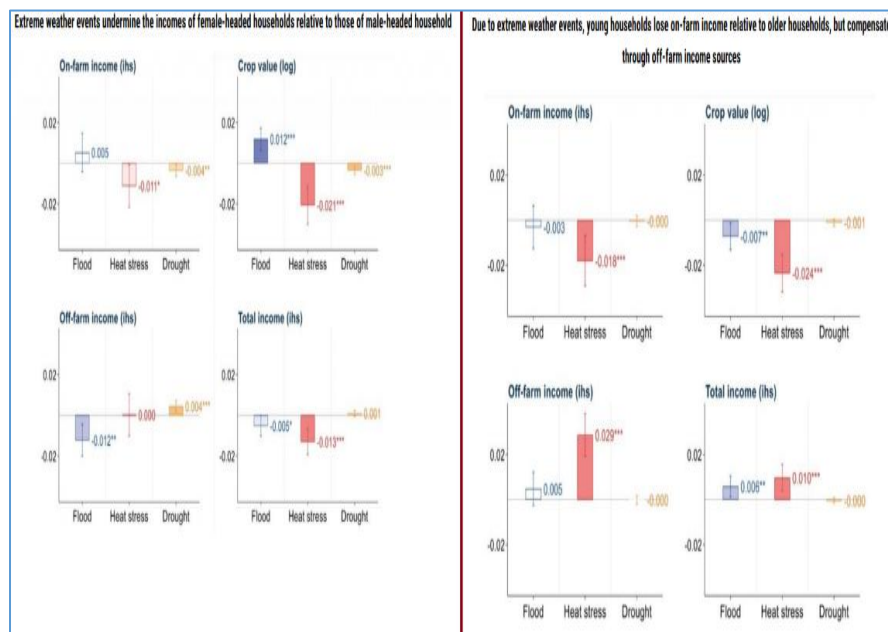 Extreme weather events undermine the incomes of female-headed households relative to those of male-headed household
On-farm income (ihs)
0.02
-0.02
0.005
-0.011*
-0.004**
Flood Heat stress Drought
Crop value (log)
0.012***
-0.021***
-0.003***
Flood Heat stress Drought
Off-farm income (ihs)
0.02
-0.02
-0.012**
0.000
0.004***
Flood Heat stress Drought
Total income (ihs)
-0.005*
-0.013***
0.001
Flood Heat stress Drought
Due to extreme weather events, young households lose on-farm income relative to older households, but compensate
through off-farm income sources
On-farm income (ihs)
0.02
-0.02
-0.003
-0.018***
-0.000
Flood Heat stress Drought
Crop value (log)
0.02
-0.02
-0.007**
-0.024***
-0.001
Flood Heat stress Drought
Off-farm income (ihs)
0.02
-0.02
0.005
0.029***
-0.000
Flood Heat stress Drought
Total income (ihs)
0.02
-0.02
0.006**
0.010***
-0.000
Flood Heat stress Drought